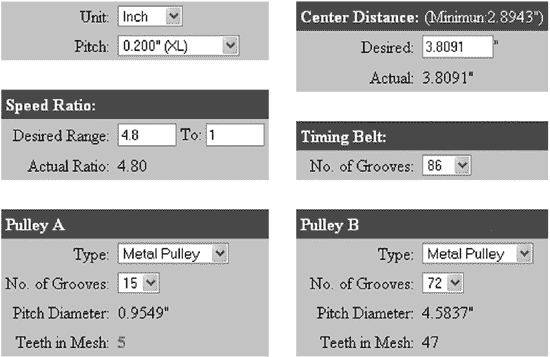 Unit: Inch
Pitch: 0.200" (XL)
Speed Ratio:
Desired Range: 4.8 To: 1
Actual Ratio: 4.80
Center Distance: (Minimun:2.8943")
Desired: 3.8091 "
Actual: 3.8091"
Timing Belt:
No. of Grooves: 86
Pulley A
Type: Metal Pulley
No. of Grooves: 15
Pitch Diameter: 0.9549"
Teeth in Mesh: 5
Pulley B
Type: Metal Pulley
No. of Grooves: 72
Pitch Diameter: 4.5837"
Teeth in Mesh: 47